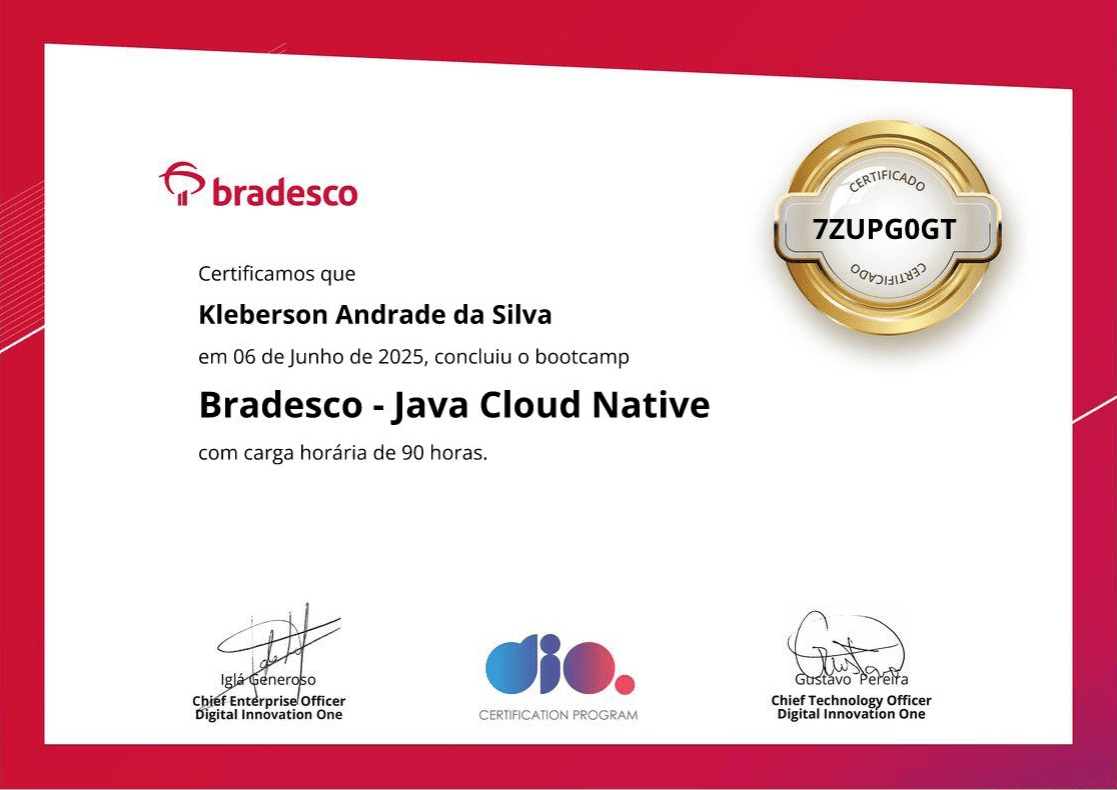 bradesco
CERTIFICADO
7ZUPG0GT
CERTIFICADO
Certificamos que
Kleberson Andrade da Silva
em 06 de Junho de 2025, concluiu o bootcamp
Bradesco - Java Cloud Native
com carga horária de 90 horas.
Iglá Generoso
Chief Enterprise Officer
Digital Innovation One
dio.
CERTIFICATION PROGRAM
Gustavo
Gustavo Pereira
Chief Technology Officer
Digital Innovation One